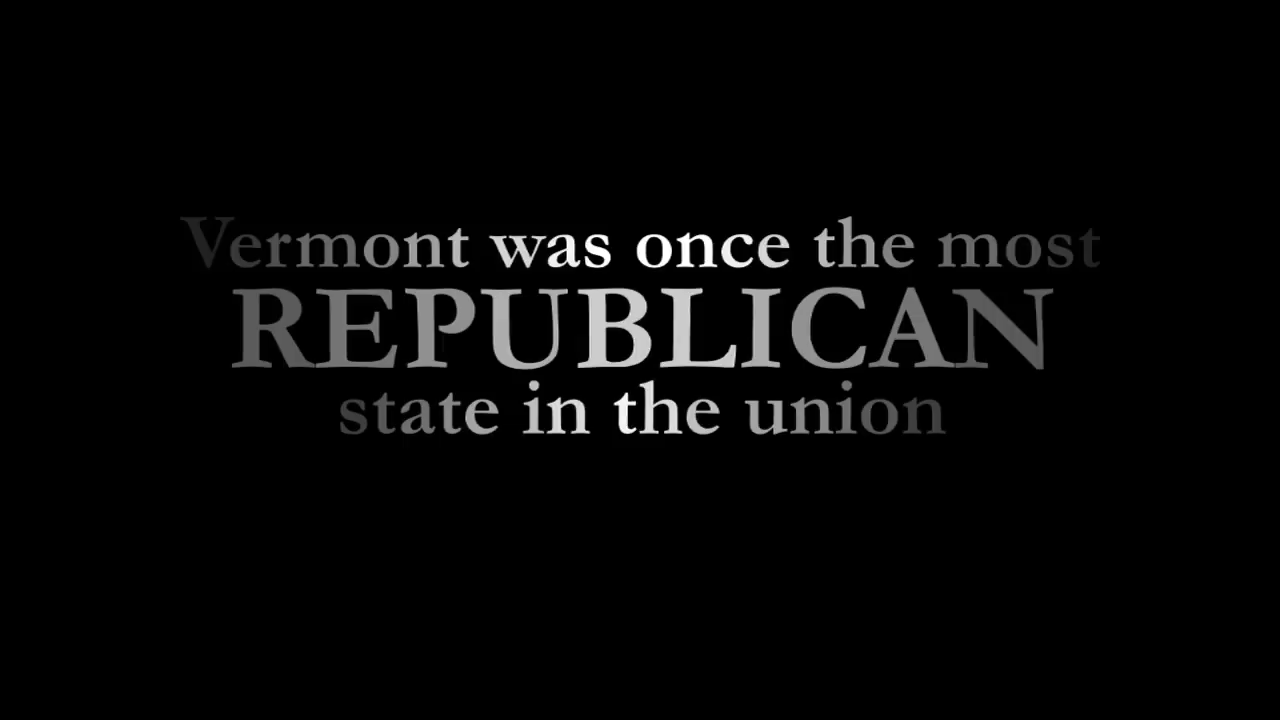 Vermont was once the most
REPUBLICAN
state in the union